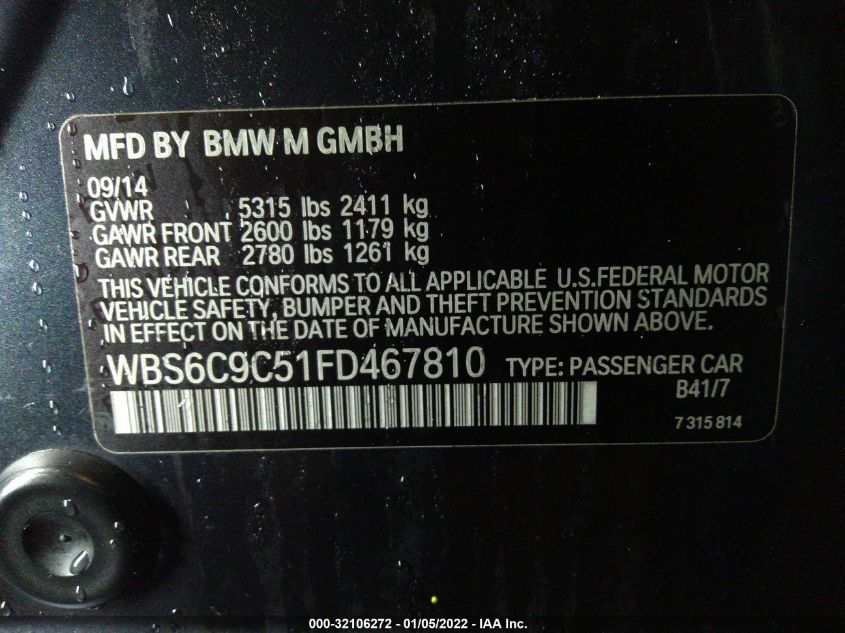 MFD BY BMW M GMBH
09/14
GVWR 5315 lbs 2411 kg
GAWR FRONT 2600 lbs 1179 kg
GAWR REAR 2780 lbs 1261 kg
THIS VEHICLE CONFORMS TO ALL APPLICABLE U.S.FEDERAL MOTOR
VEHICLE SAFETY, BUMPER AND THEFT PREVENTION STANDARDS
IN EFFECT ON THE DATE OF MANUFACTURE SHOWN ABOVE.
WBS6C9C51FD467810 TYPE: PASSENGER CAR
B41/7
7 315 814
000-32106272 - 01/05/2022 - IAA Inc.